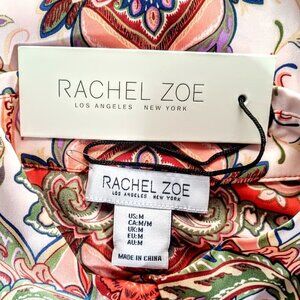 RACHEL ZOE
LOS ANGELES NEW YORK
RACHEL ZOE
LOS ANGELES NEW YORK
US:M
CA:M/M
UK:M
EU:M
AU:M
MADE IN CHINA